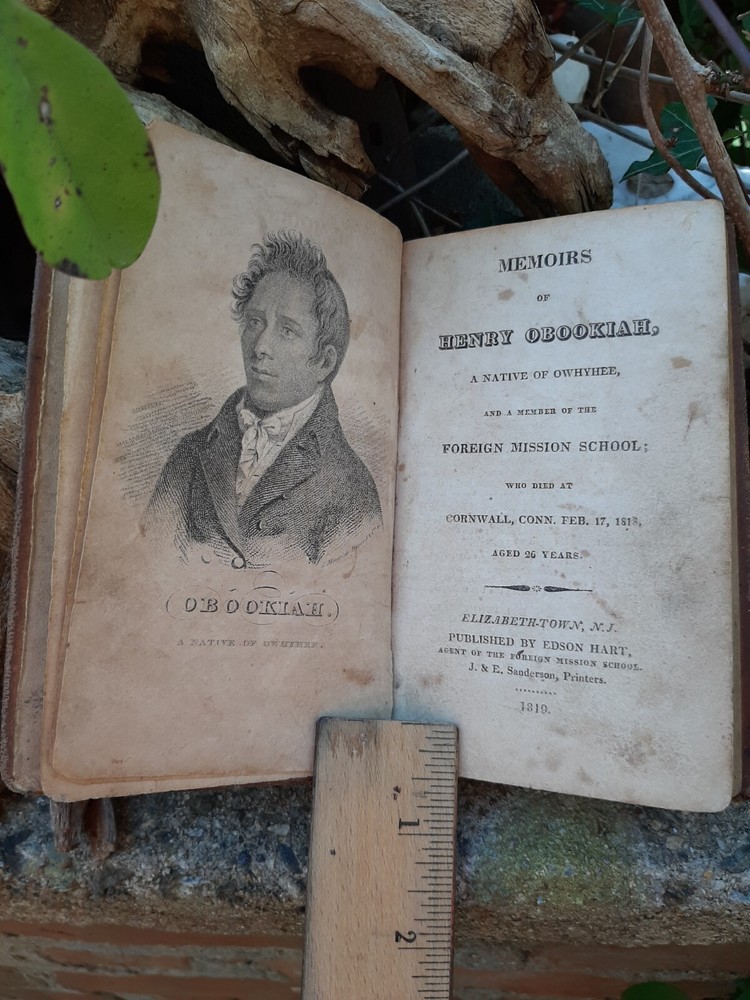 OBOOKIAH.
A NATIVE OF OWHYHEE.
MEMOIRS
OF
HENRY OBOOKIAH,
A NATIVE OF OWHYHEE,
AND A MEMBER OF THE
FOREIGN MISSION SCHOOL;
WHO DIED AT
CORNWALL, CONN. FEB. 17, 1818,
AGED 26 YEARS.
ELIZABETH-TOWN, N. J.
PUBLISHED BY EDSON HART,
AGENT OF THE FOREIGN MISSION SCHOOL.
J. & E. Sanderson, Printers.
1819.
1
2